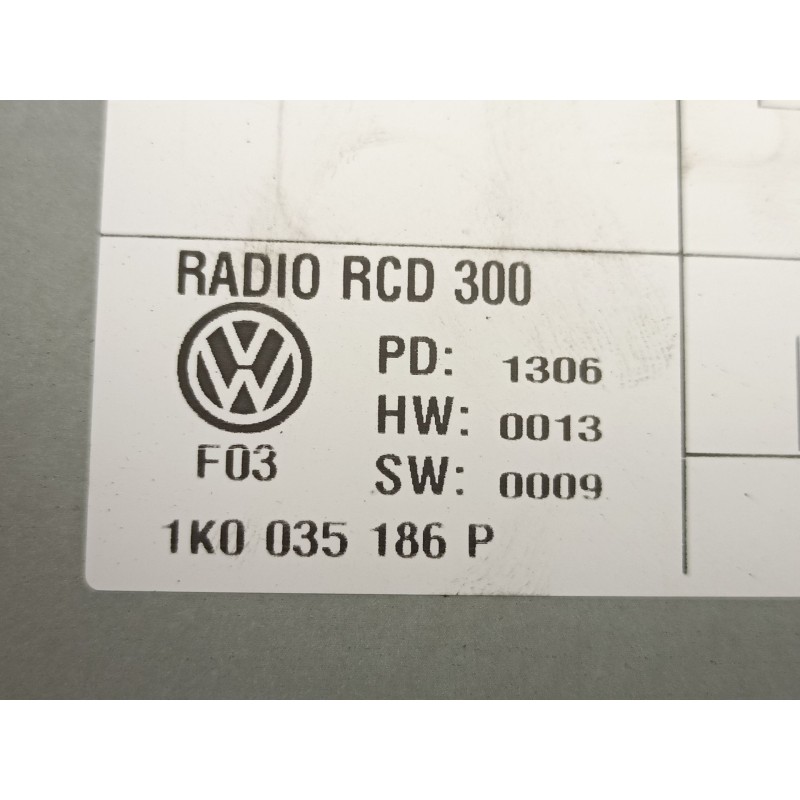 RADIO RCD 300
PD: 1306
HW: 0013
F03
SW: 0009
1K0 035 186 P